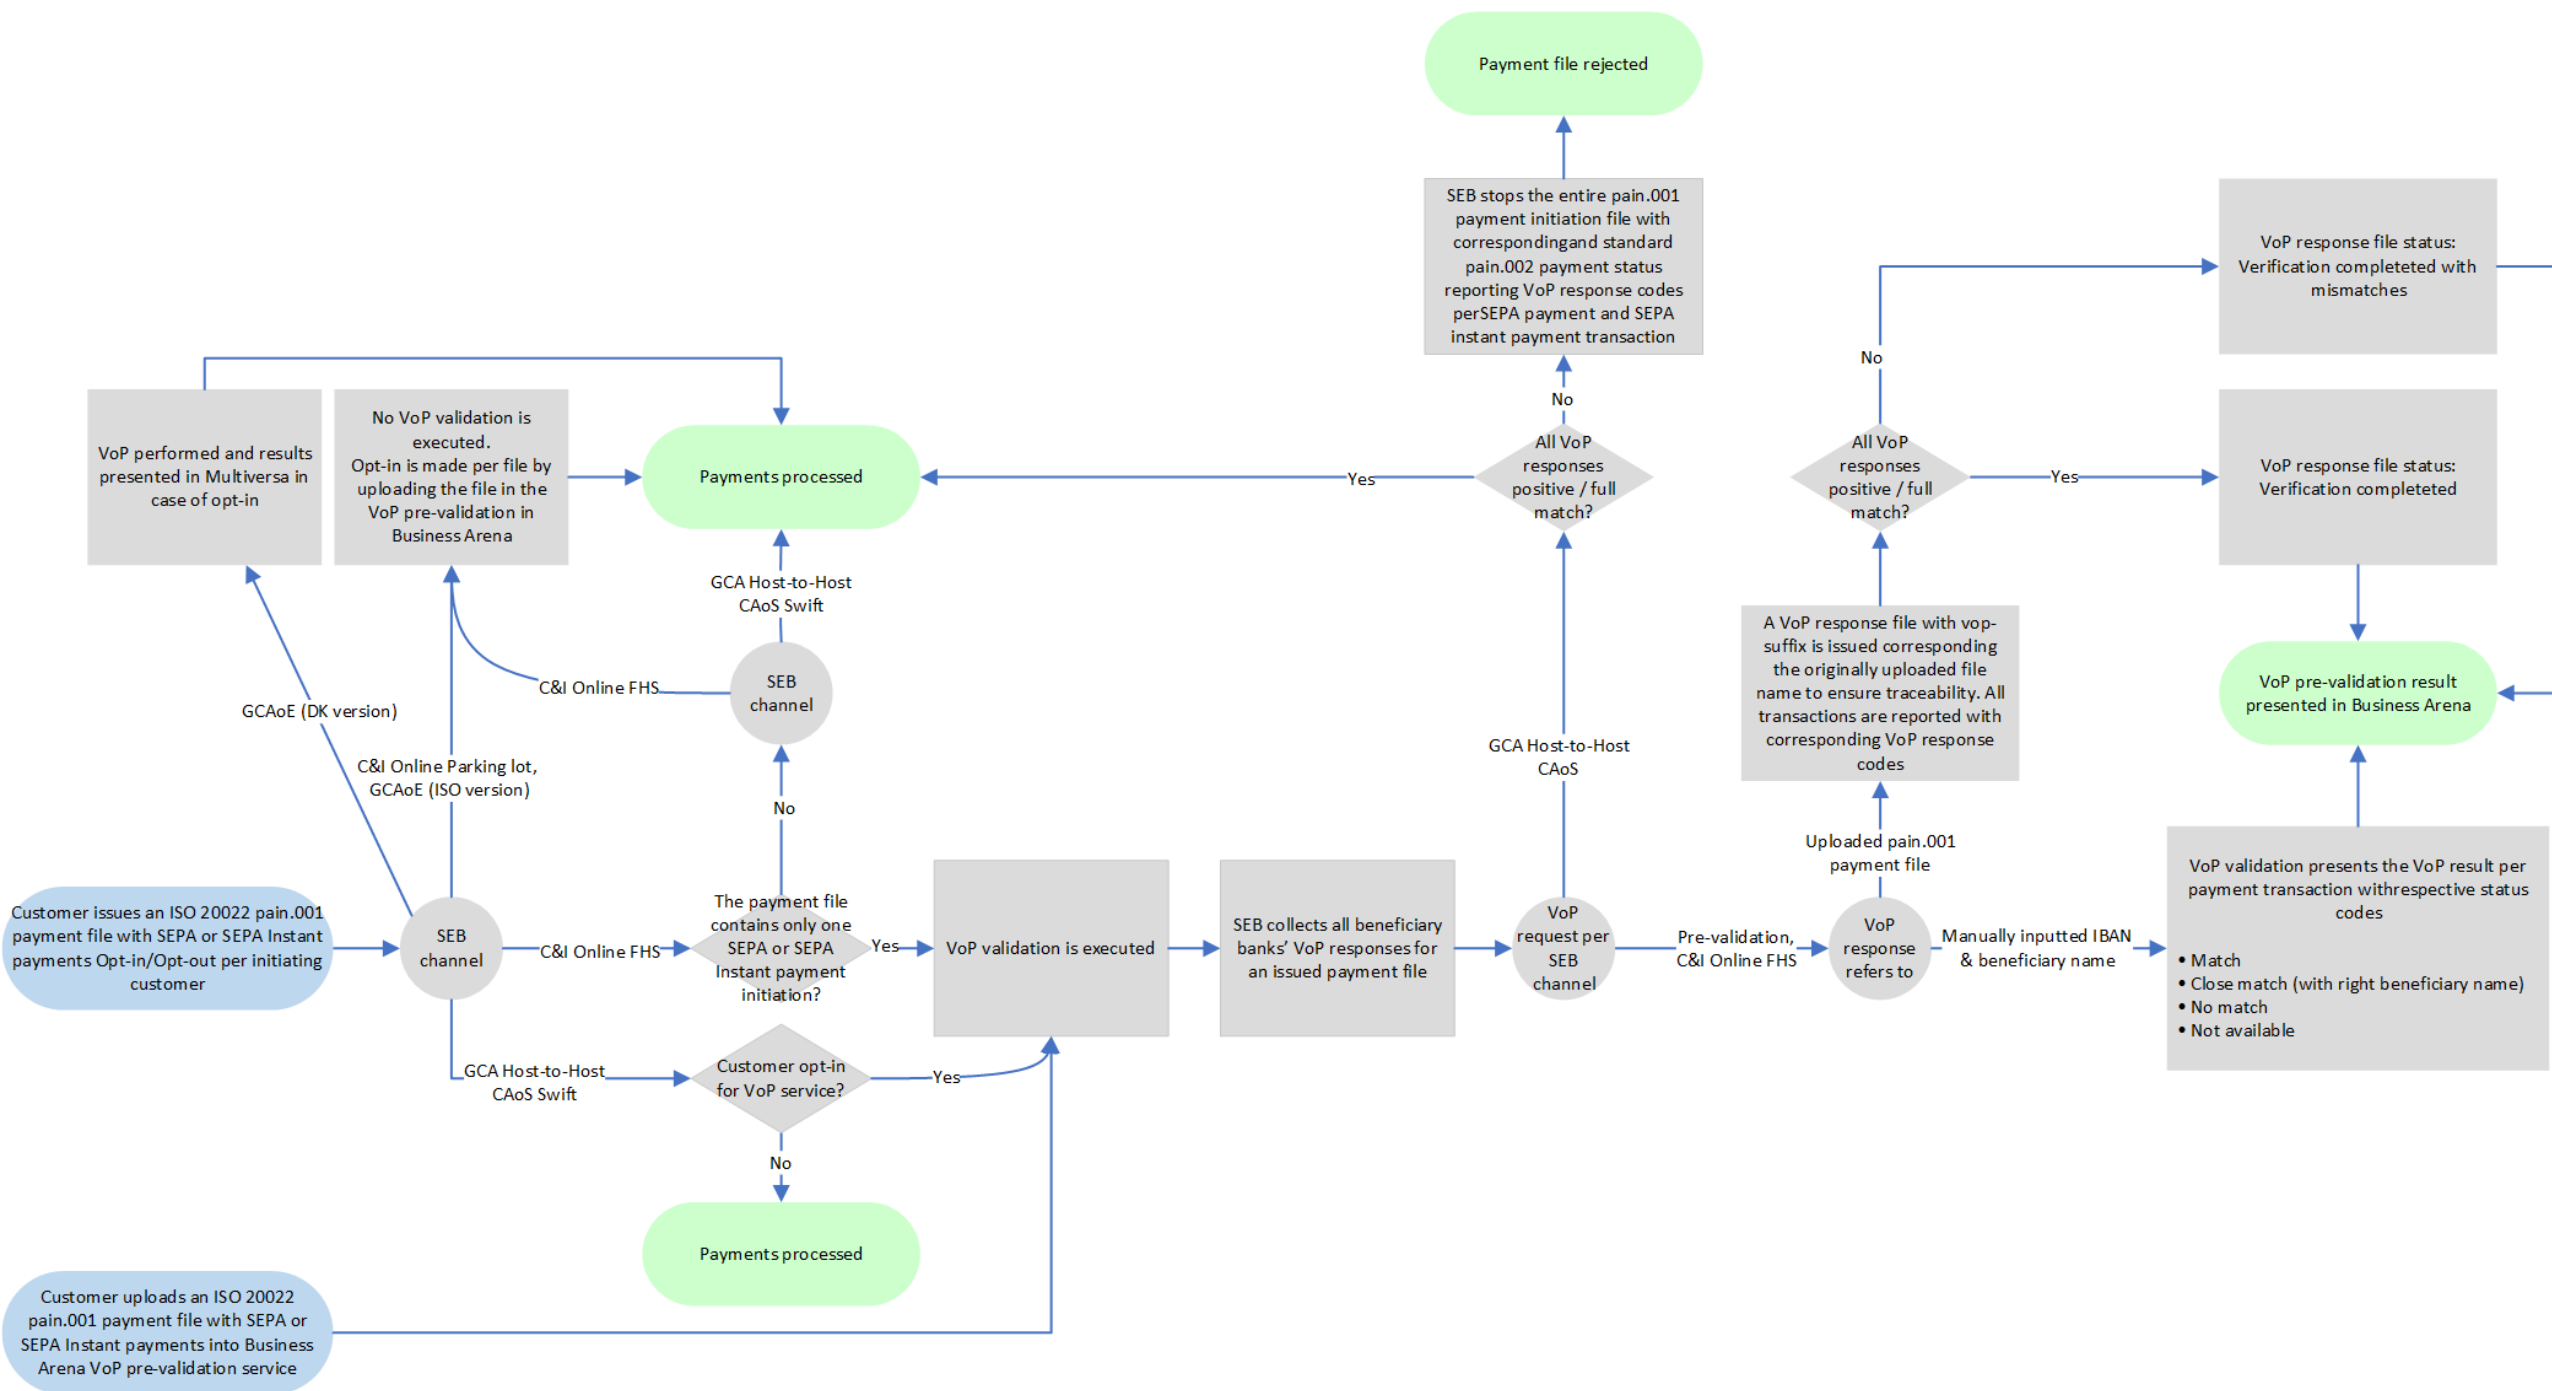 Payment file rejected
SEB stops the entire pain.001
payment initiation file with
correspondingand standard
pain.002 payment status
reporting VoP response codes
perSEPA payment and SEPA
instant payment transaction
VoP response file status:
Verification completeted with
mismatches
No
No
VoP performed and results
presented in Multiversa in
case of opt-in
No VoP validation is
executed.
Opt-in is made per file by
uploading the file in the
VoP pre-validation in
Business Arena
Payments processed
Yes
All VoP
responses
positive / full
match?
All VoP
responses
positive / full
match?
Yes
VoP response file status:
Verification completeted
GCA Host-to-Host
CAoS Swift
C&I Online FHS
SEB
channel
GCAoE (DK version)
C&I Online Parking lot,
GCAoE (ISO version)
No
GCA Host-to-Host
CAoS
A VoP response file with vop-
suffix is issued corresponding
the originally uploaded file
name to ensure traceability. All
transactions are reported with
corresponding VoP response
codes
VoP pre-validation result
presented in Business Arena
Uploaded pain.001
payment file
Customer issues an ISO 20022 pain.001
payment file with SEPA or SEPA Instant
payments Opt-in/Opt-out per initiating
customer
SEB
channel
C&I Online FHS
The payment file
contains only one
SEPA or SEPA
Instant payment
initiation?
Yes
VoP validation is executed
SEB collects all beneficiary
banks’ VoP responses for
an issued payment file
VoP
request per
SEB
channel
Pre-validation,
C&I Online FHS
VoP
response
refers to
Manually inputted IBAN
& beneficiary name
VoP validation presents the VoP result per
payment transaction withrespective status
codes
• Match
• Close match (with right beneficiary name)
• No match
• Not available
GCA Host-to-Host
CAoS Swift
Customer opt-in
for VoP service?
Yes
No
Payments processed
Customer uploads an ISO 20022
pain.001 payment file with SEPA or
SEPA Instant payments into Business
Arena VoP pre-validation service